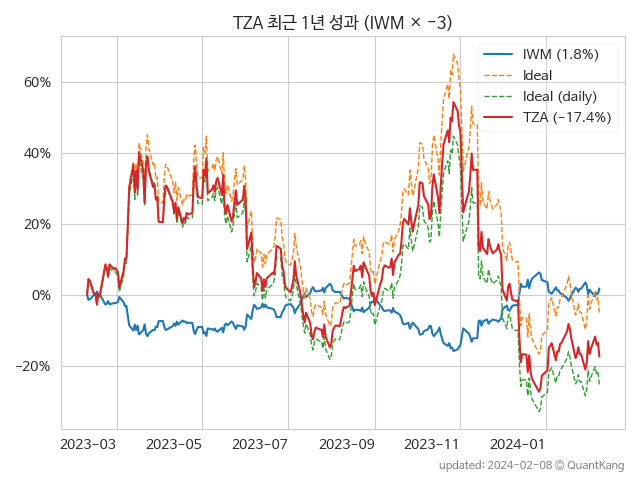 TZA 최근 1년 성과 (IWM × −3)
IWM (1.8%)
Ideal
Ideal (daily)
TZA (−17.4%)
60%
40%
20%
0%
−20%
2023−03
2023−05
2023−07
2023−09
2023−11
2024−01
updated: 2024−02−08 © QuantKang